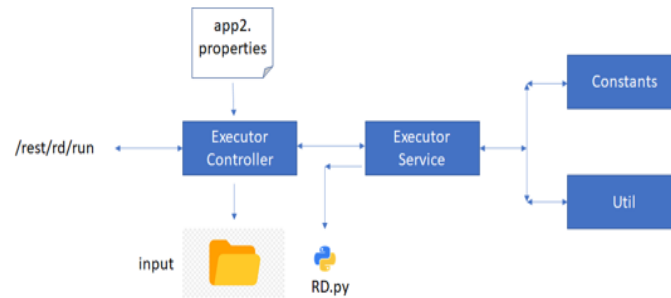 app2.
properties
/rest/rd/run
Executor
Controller
Executor
Service
Constants
Util
input
RD.py